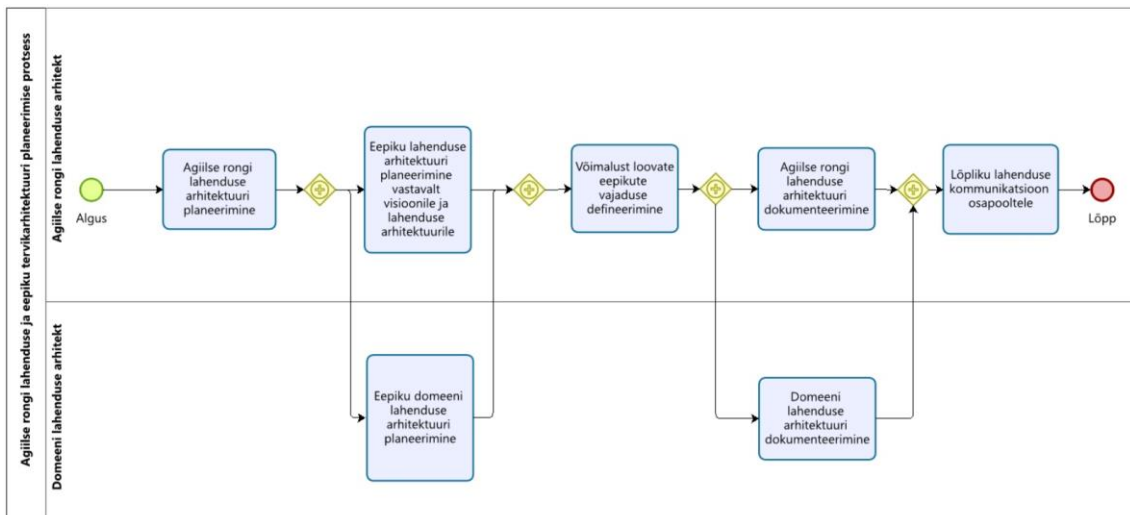 Agiilse rongi lahenduse ja eepiku tervikarhitektuuri planeerimise protsess
Agiilse rongi lahenduse arhitekt
Algus
Agiilse rongi
lahenduse
arhitektuuri
planeerimine
Eepiku lahenduse
arhitektuuri
planeerimine
vastavalt
visioonile ja
lahenduse
arhitektuurile
Võimalust loovate
eepikute
vajaduse
defineerimine
Agiilse rongi
lahenduse
arhitektuuri
dokumenteerimine
Lõpliku lahenduse
kommunikatsioon
osapooltele
Lõpp
Domeeni lahenduse arhitekt
Eepiku domeeni
lahenduse
arhitektuuri
planeerimine
Domeeni
lahenduse
arhitektuuri
dokumenteerimine